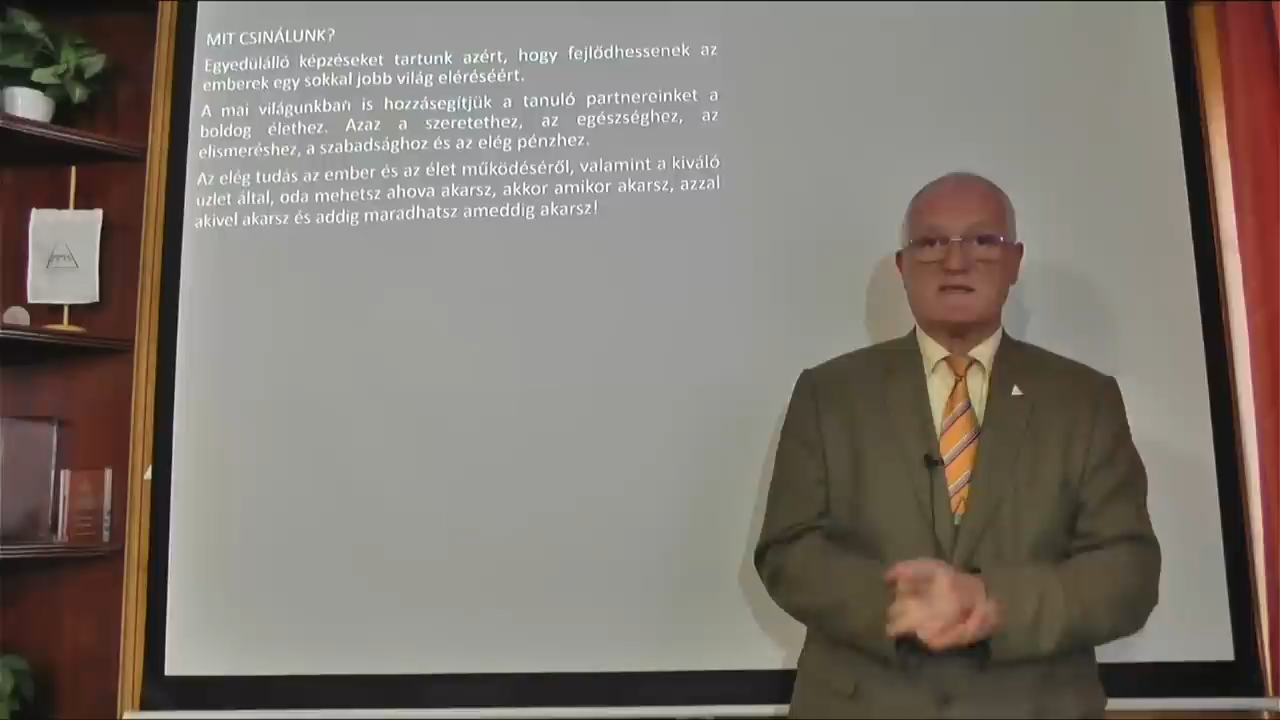 MIT CSINÁLUNK?
Egyedülálló képzéseket tartunk azért, hogy fejlődhessenek az
emberek egy sokkal jobb világ eléréséért.
A mai világunkban is hozzásegítjük a tanuló partnereinket a
boldog élethez. Azaz a szeretethez, az egészséghez, az
elismeréshez, a szabadsághoz és az elég pénzhez.
Az elég tudás az ember és az élet működéséről, valamint a kiváló
üzlet által, oda mehetsz ahova akarsz, akkor amikor akarsz, azzal
akivel akarsz és addig maradhatsz ameddig akarsz!